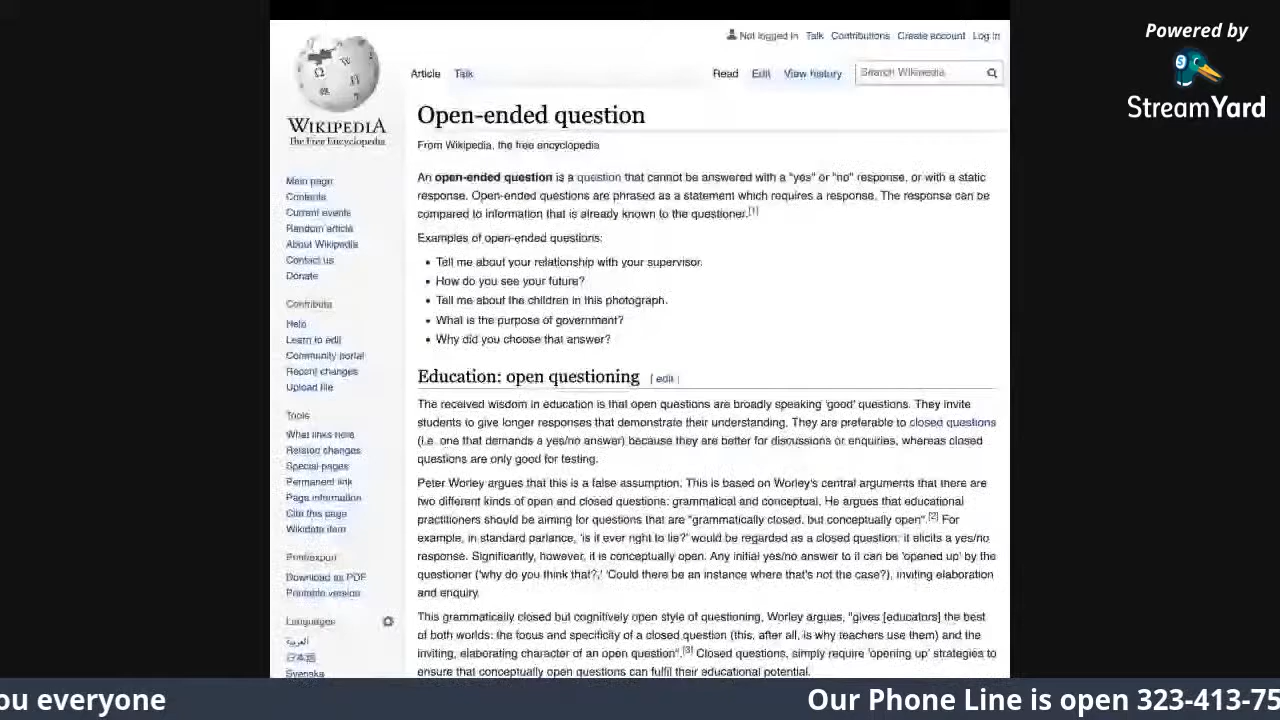 Powered by
StreamYard
Not logged in Talk Contributions Create account Log in
Article Talk
Read Edit View history Search Wikipedia
WIKIPEDIA
The Free Encyclopedia
Main page
Contents
Current events
Random article
About Wikipedia
Contact us
Donate
Contribute
Help
Learn to edit
Community portal
Recent changes
Upload file
Tools
What links here
Related changes
Special pages
Permanent link
Page information
Cite this page
Wikidata item
Print/export
Download as PDF
Printable version
Languages
العربية
日本語
Svenska
Open-ended question
From Wikipedia, the free encyclopedia
An open-ended question is a question that cannot be answered with a "yes" or "no" response, or with a static
response. Open-ended questions are phrased as a statement which requires a response. The response can be
compared to information that is already known to the questioner.[1]
Examples of open-ended questions:
• Tell me about your relationship with your supervisor.
• How do you see your future?
• Tell me about the children in this photograph.
• What is the purpose of government?
• Why did you choose that answer?
Education: open questioning [ edit ]
The received wisdom in education is that open questions are broadly speaking 'good' questions. They invite
students to give longer responses that demonstrate their understanding. They are preferable to closed questions
(i.e. one that demands a yes/no answer) because they are better for discussions or enquiries, whereas closed
questions are only good for testing.
Peter Worley argues that this is a false assumption. This is based on Worley's central arguments that there are
two different kinds of open and closed questions: grammatical and conceptual. He argues that educational
practitioners should be aiming for questions that are "grammatically closed, but conceptually open".[2] For
example, in standard parlance, 'is it ever right to lie?' would be regarded as a closed question: it elicits a yes/no
response. Significantly, however, it is conceptually open. Any initial yes/no answer to it can be 'opened up' by the
questioner ('why do you think that?,' 'Could there be an instance where that's not the case?), inviting elaboration
and enquiry.
This grammatically closed but cognitively open style of questioning, Worley argues, "gives [educators] the best
of both worlds: the focus and specificity of a closed question (this, after all, is why teachers use them) and the
inviting, elaborating character of an open question".[3] Closed questions, simply require 'opening up' strategies to
ensure that conceptually open questions can fulfil their educational potential.
ou everyone
Our Phone Line is open 323-413-75